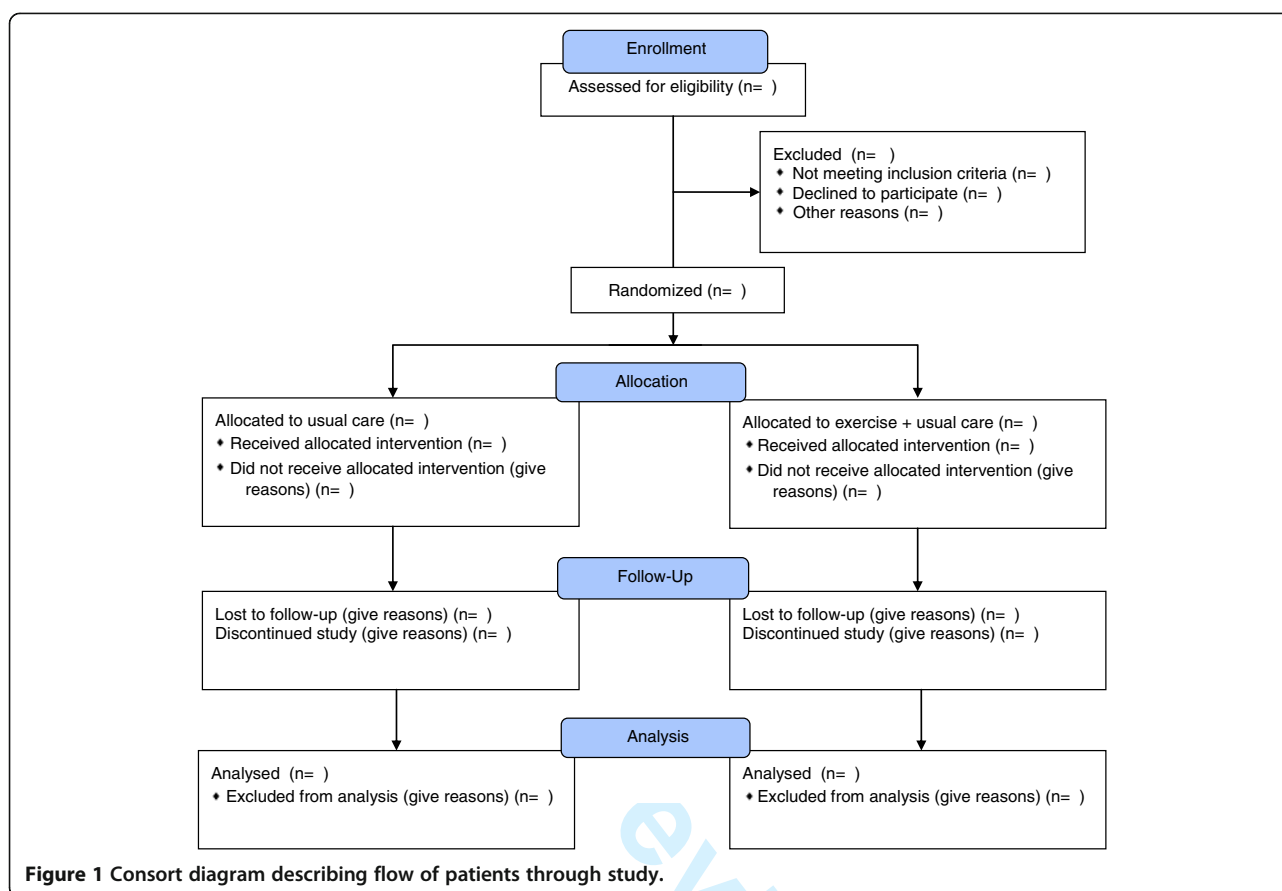 Enrollment
Assessed for eligibility (n= )
Excluded (n= )
♦ Not meeting inclusion criteria (n= )
♦ Declined to participate (n= )
♦ Other reasons (n= )
Randomized (n= )
Allocation
Allocated to usual care (n= )
♦ Received allocated intervention (n= )
♦ Did not receive allocated intervention (give
reasons) (n= )
Allocated to exercise + usual care (n= )
♦ Received allocated intervention (n= )
♦ Did not receive allocated intervention (give
reasons) (n= )
Follow-Up
Lost to follow-up (give reasons) (n= )
Discontinued study (give reasons) (n= )
Lost to follow-up (give reasons) (n= )
Discontinued study (give reasons) (n= )
Analysis
Analysed (n= )
♦ Excluded from analysis (give reasons) (n= )
Analysed (n= )
♦ Excluded from analysis (give reasons) (n= )
Figure 1 Consort diagram describing flow of patients through study.